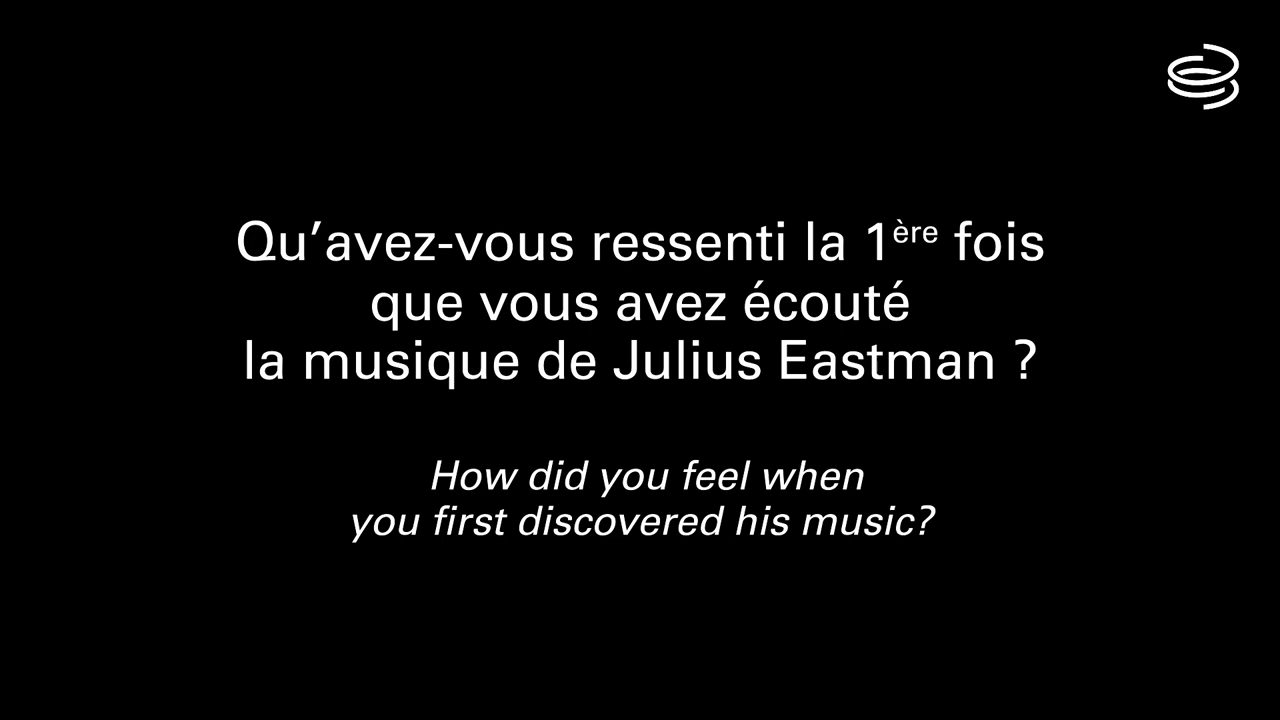 Qu’avez-vous ressenti la 1ère fois
que vous avez écouté
la musique de Julius Eastman ?
How did you feel when
you first discovered his music?